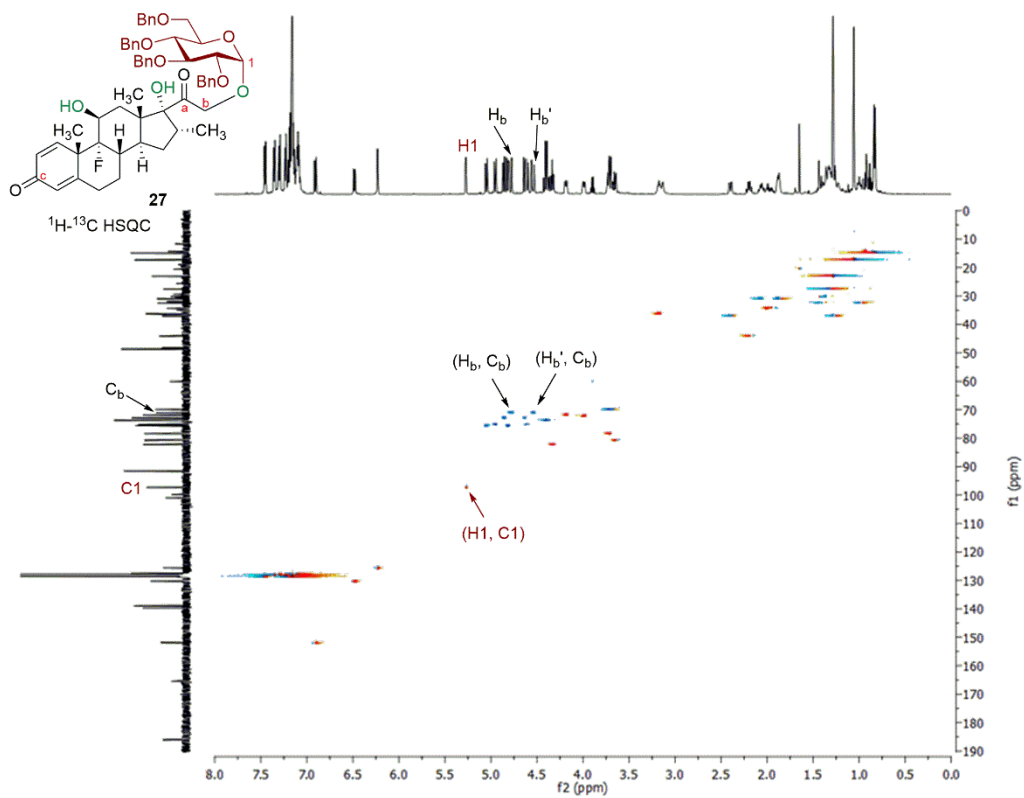 BnO
O
BnO
BnO
1
BnO
O
OH
O
HO
CH₃
a
b
CH₃
H
CH₃
F
H
O
c
27
¹H-¹³C HSQC
H1
Hb
Hb'
Cb
C1
(Hb, Cb)
(Hb', Cb)
(H1, C1)
0
10
20
30
40
50
60
70
80
90
100
110
120
130
140
150
160
170
180
190
f1 (ppm)
8.0 7.5 7.0 6.5 6.0 5.5 5.0 4.5 4.0 3.5 3.0 2.5 2.0 1.5 1.0 0.5 0.0
f2 (ppm)